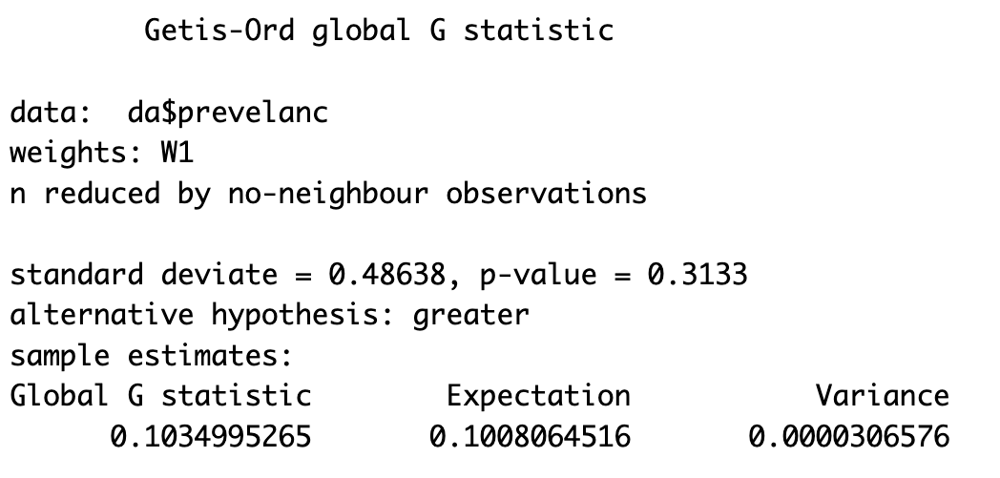 Getis-Ord global G statistic
data: da$prevelanc
weights: W1
n reduced by no-neighbour observations
standard deviate = 0.48638, p-value = 0.3133
alternative hypothesis: greater
sample estimates:
Global G statistic Expectation Variance
0.1034995265 0.1008064516 0.0000306576